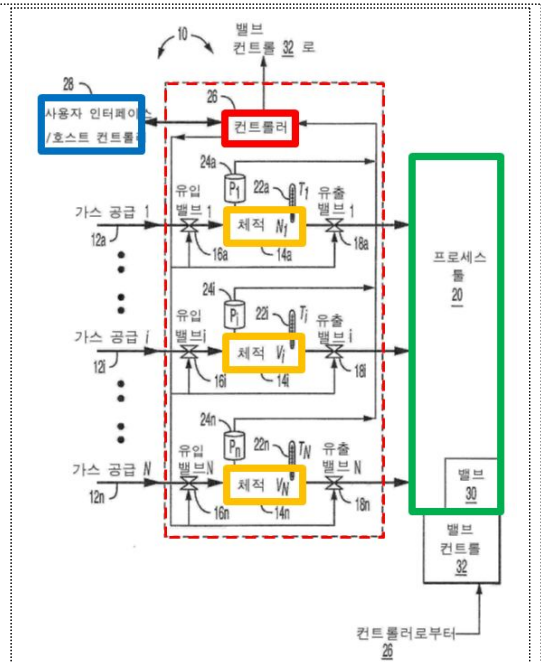 밸브
컨트롤 32 로
10
28
사용자 인터페이스
/호스트 컨트롤러
26
컨트롤러
24a
P1
22a
T1
유입
밸브1
유출
밸브1
가스 공급 1
12a
체적 N1
16a
14a
18a
프로세스
툴
20
24i
Pi
22i
Ti
유입
밸브i
유출
밸브i
가스 공급 i
12i
체적 Vi
16i
14i
18i
24n
Pn
22n
TN
유입
밸브N
유출
밸브N
가스 공급 N
12n
체적 VN
16n
14n
18n
밸브
30
밸브
컨트롤
32
컨트롤러로부터
26